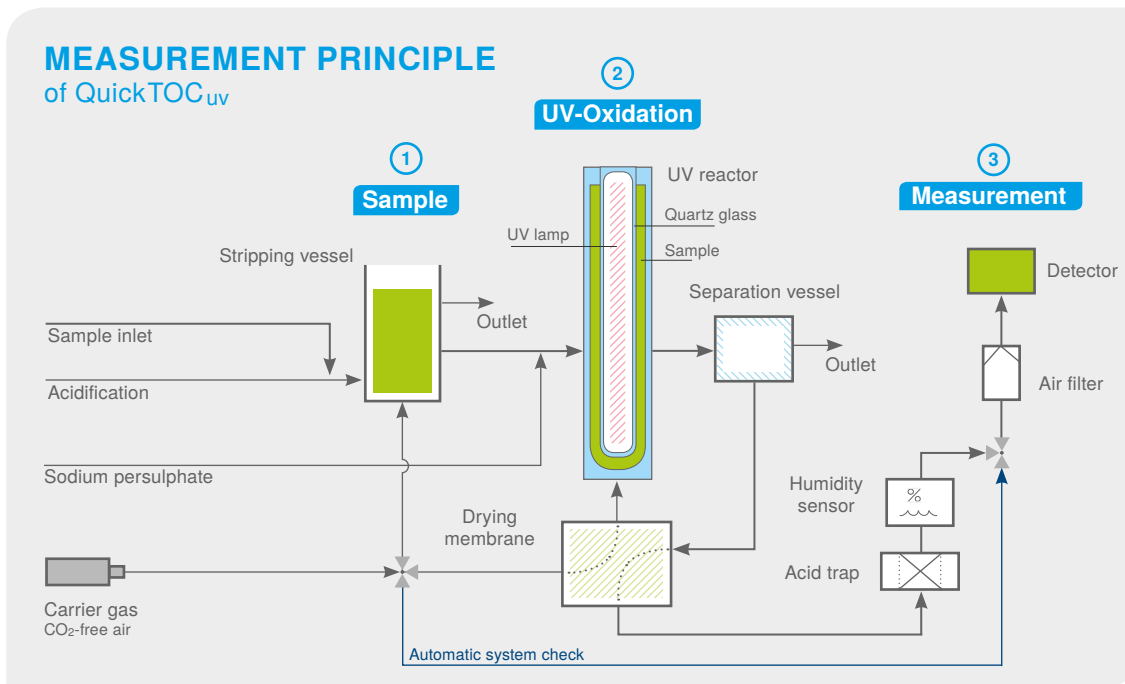 MEASUREMENT PRINCIPLE
of QuickTOCuv
2
UV-Oxidation
1
Sample
3
Measurement
UV reactor
Quartz glass
UV lamp
Sample
Stripping vessel
Outlet
Separation vessel
Outlet
Detector
Air filter
Sample inlet
Acidification
Sodium persulphate
Humidity
sensor
%
Drying
membrane
Acid trap
Carrier gas
CO₂-free air
Automatic system check